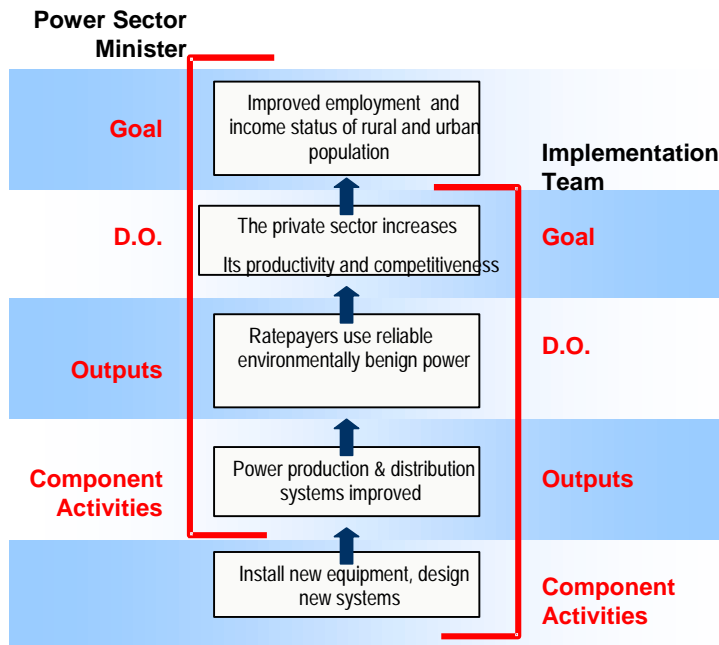 Power Sector
Minister
Goal
Improved employment and
income status of rural and urban
population
Implementation
Team
D.O.
The private sector increases
Its productivity and competitiveness
Goal
Outputs
Ratepayers use reliable
environmentally benign power
D.O.
Component
Activities
Power production & distribution
systems improved
Outputs
Install new equipment, design
new systems
Component
Activities